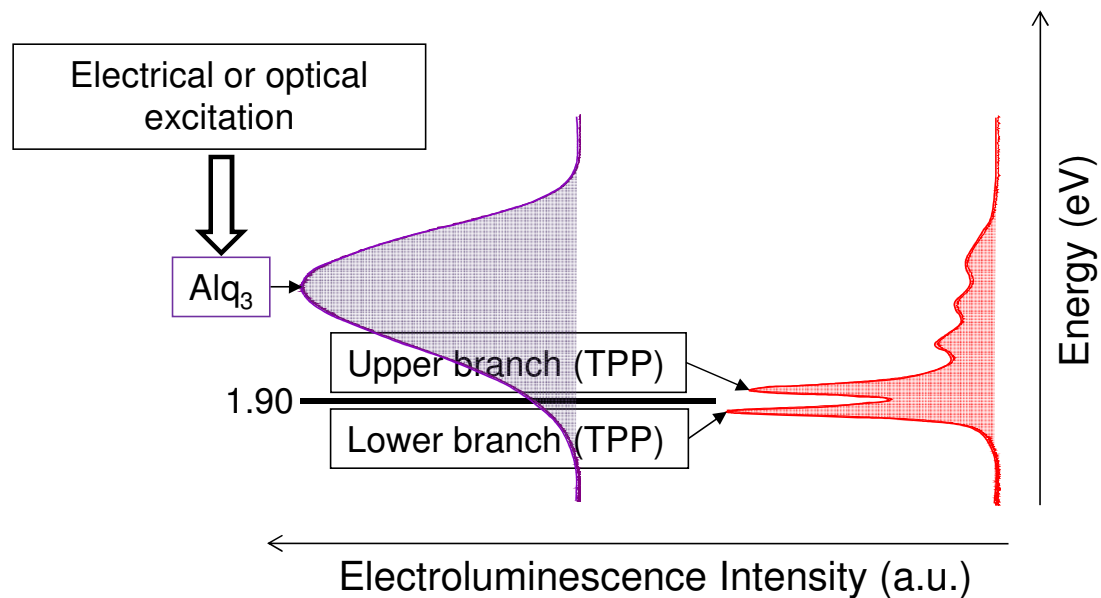 Electrical or optical
excitation
Alq₃
Upper branch (TPP)
1.90
Lower branch (TPP)
Energy (eV)
Electroluminescence Intensity (a.u.)